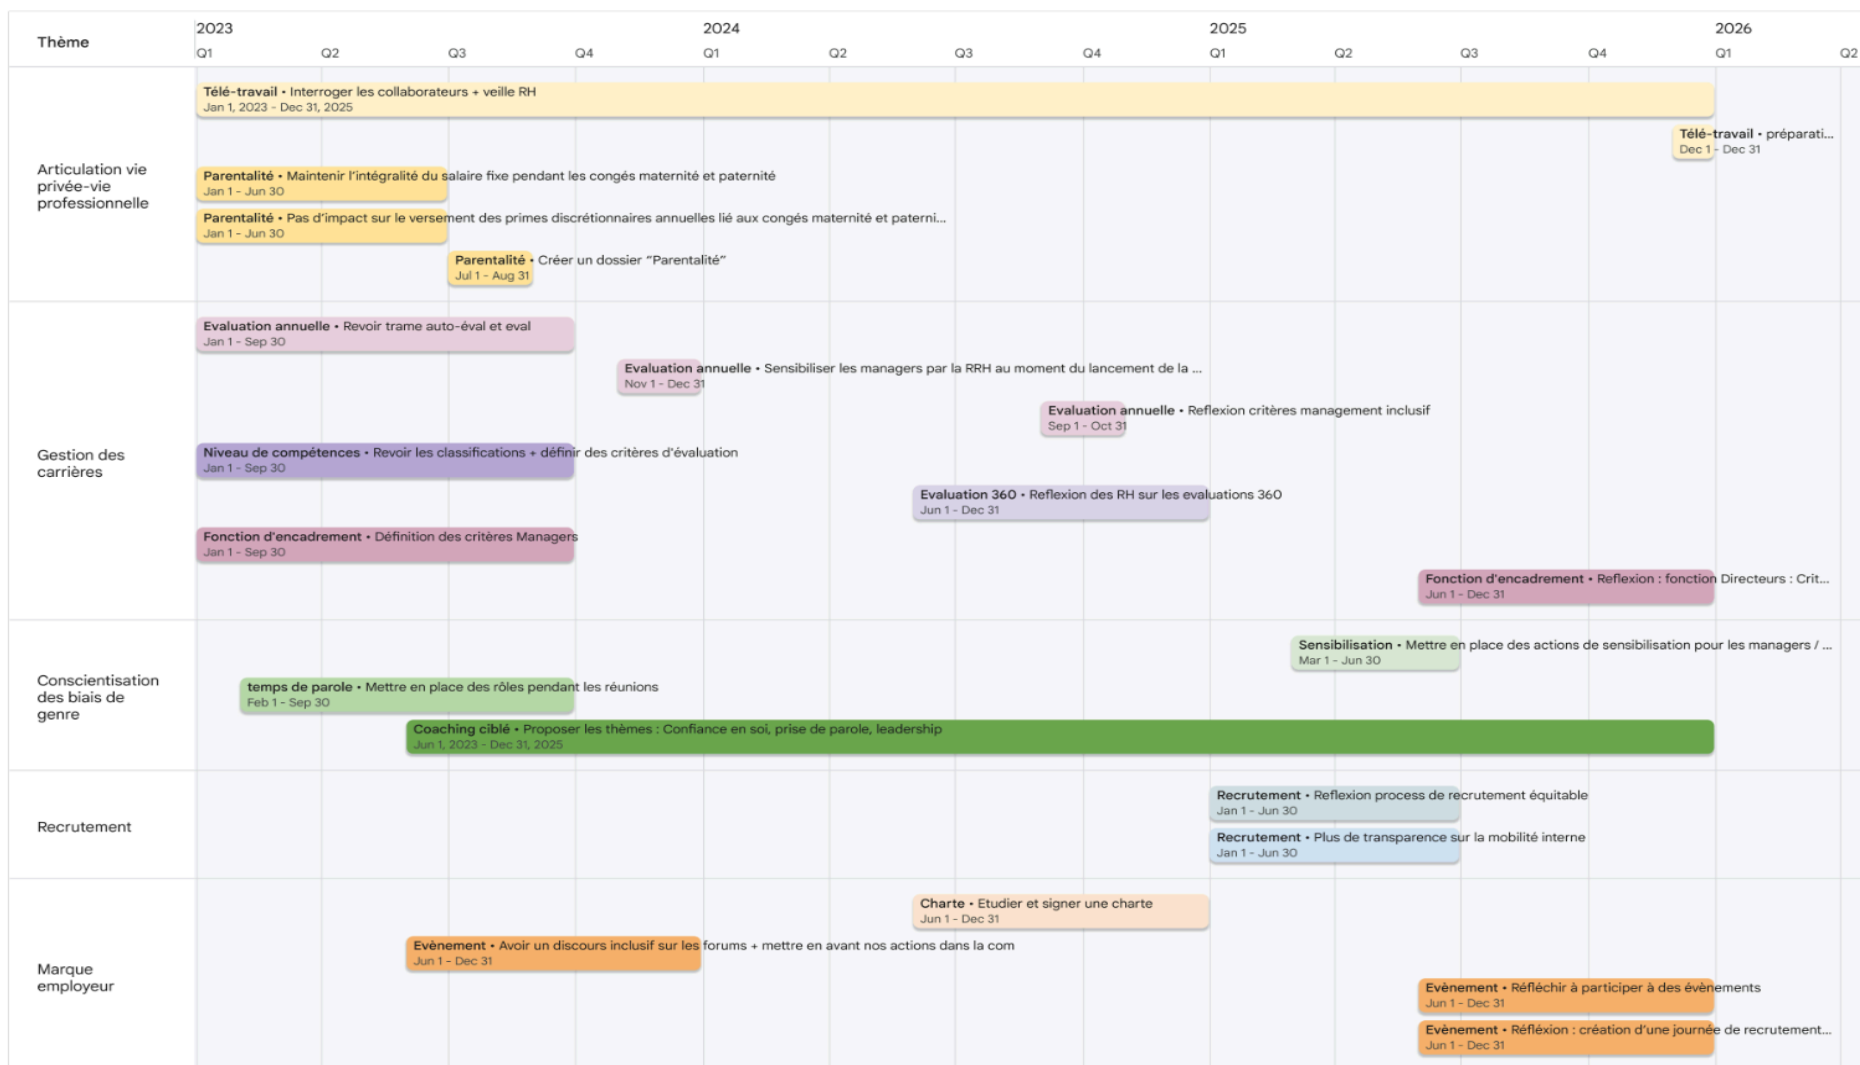 Thème
2023
2024
2025
2026
Q1
Q2
Q3
Q4
Q1
Q2
Q3
Q4
Q1
Q2
Q3
Q4
Q1
Q2
Articulation vie
privée-vie
professionnelle
Télé-travail • Interroger les collaborateurs + veille RH
Jan 1, 2023 - Dec 31, 2025
Télé-travail • préparati...
Dec 1 - Dec 31
Parentalité • Maintenir l'intégralité du salaire fixe pendant les congés maternité et paternité
Jan 1 - Jun 30
Parentalité • Pas d'impact sur le versement des primes discrétionnaires annuelles lié aux congés maternité et paterni...
Jan 1 - Jun 30
Parentalité • Créer un dossier "Parentalité"
Jul 1 - Aug 31
Gestion des
carrières
Evaluation annuelle • Revoir trame auto-éval et eval
Jan 1 - Sep 30
Evaluation annuelle • Sensibiliser les managers par la RRH au moment du lancement de la ...
Nov 1 - Dec 31
Evaluation annuelle • Reflexion critères management inclusif
Sep 1 - Oct 31
Niveau de compétences • Revoir les classifications + définir des critères d'évaluation
Jan 1 - Sep 30
Evaluation 360 • Reflexion des RH sur les evaluations 360
Jun 1 - Dec 31
Fonction d'encadrement • Définition des critères Managers
Jan 1 - Sep 30
Fonction d'encadrement • Reflexion : fonction Directeurs : Crit...
Jun 1 - Dec 31
Conscientisation
des biais de
genre
Sensibilisation • Mettre en place des actions de sensibilisation pour les managers / ...
Mar 1 - Jun 30
temps de parole • Mettre en place des rôles pendant les réunions
Feb 1 - Sep 30
Coaching ciblé • Proposer les thèmes : Confiance en soi, prise de parole, leadership
Jun 1, 2023 - Dec 31, 2025
Recrutement
Recrutement • Reflexion process de recrutement équitable
Jan 1 - Jun 30
Recrutement • Plus de transparence sur la mobilité interne
Jan 1 - Jun 30
Marque
employeur
Charte • Etudier et signer une charte
Jun 1 - Dec 31
Evènement • Avoir un discours inclusif sur les forums + mettre en avant nos actions dans la com
Jun 1 - Dec 31
Evènement • Réfléchir à participer à des évènements
Jun 1 - Dec 31
Evènement • Réfléxion : création d'une journée de recrutement...
Jun 1 - Dec 31